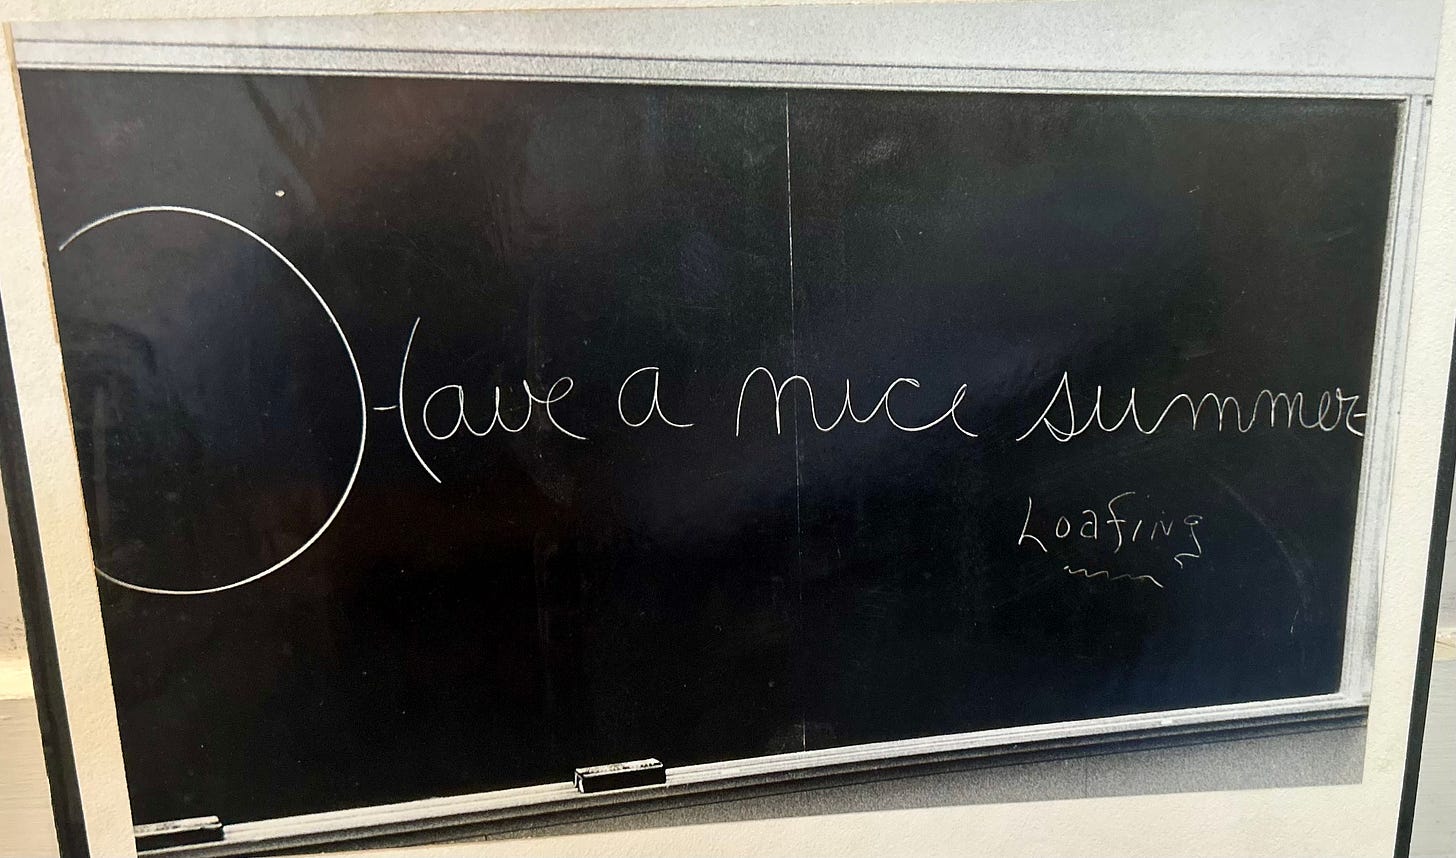 Have a nice summer
Loafing